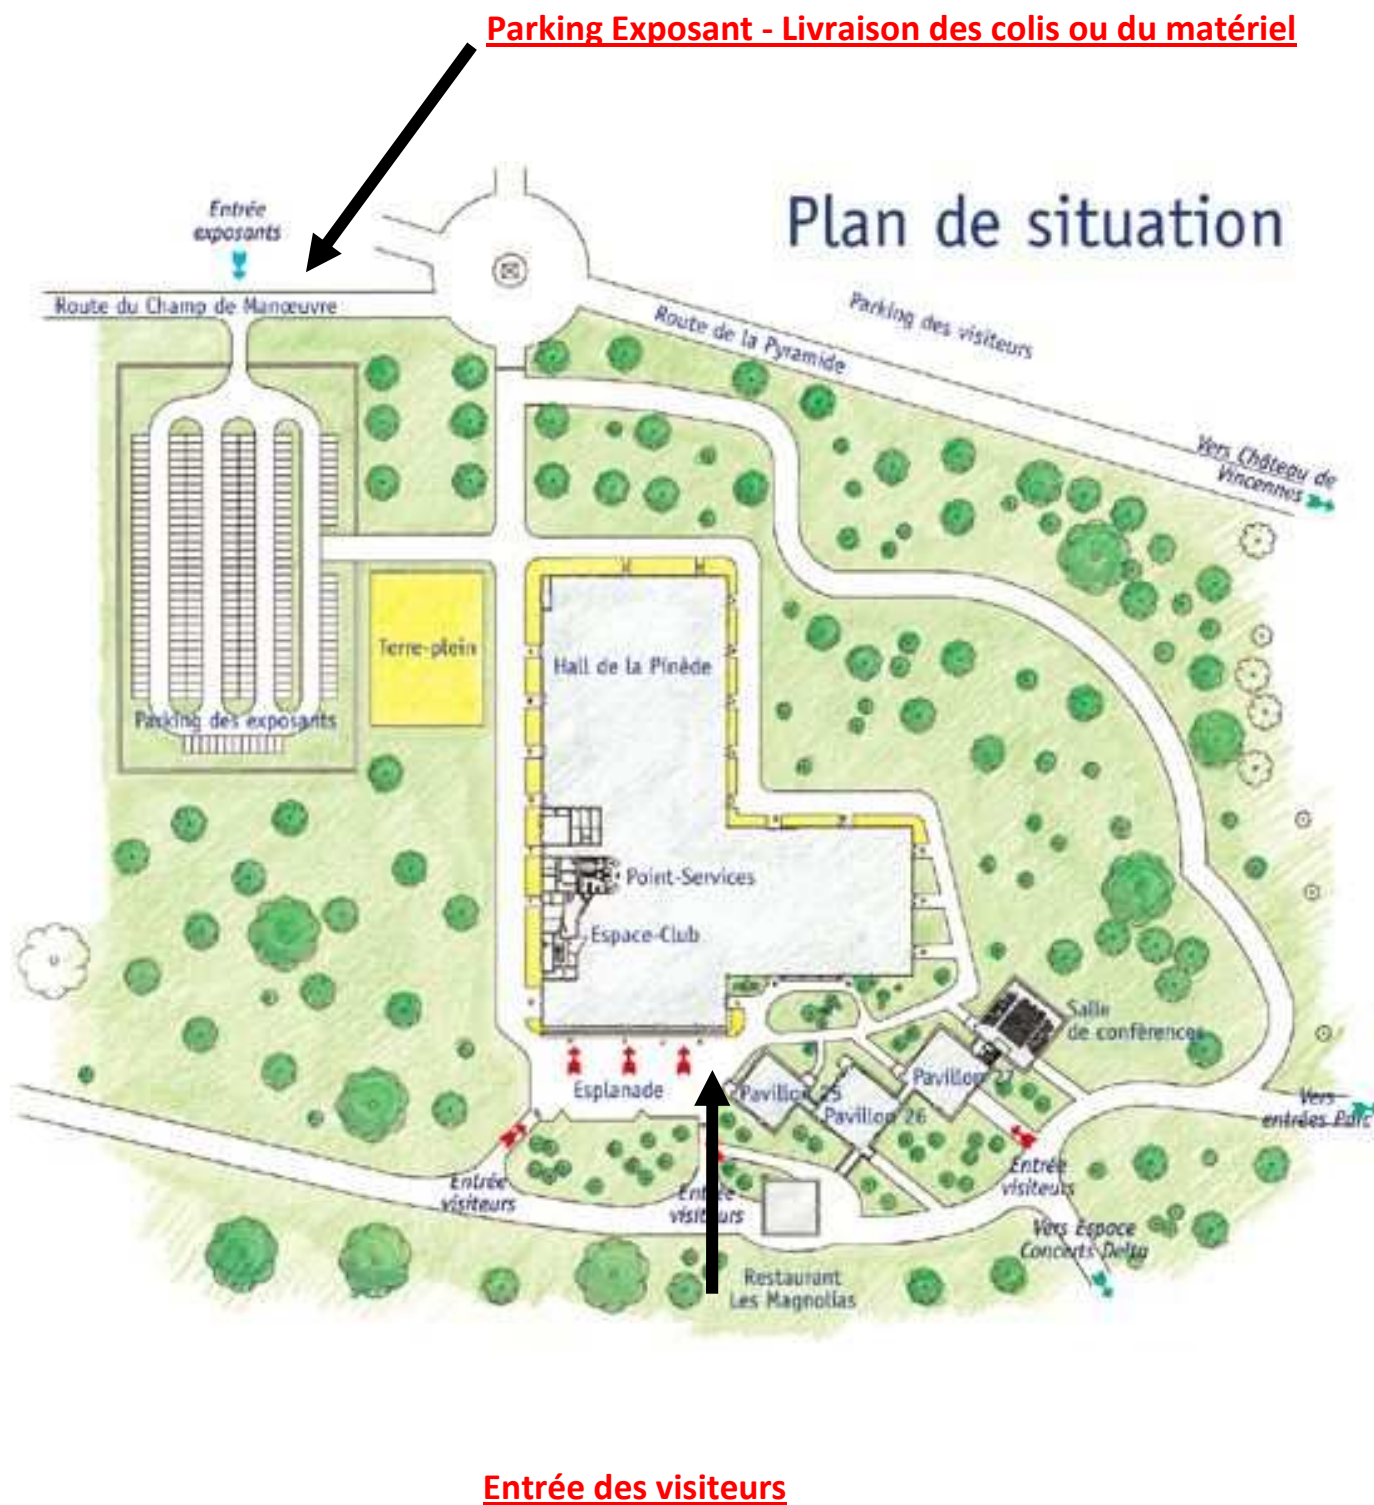 Parking Exposant - Livraison des colis ou du matériel
Plan de situation
Entrée
exposants
Route du Champ de Manœuvre
Parking des visiteurs
Route de la Pyramide
Vers Château de
Vincennes
Terre-plein
Hall de la Pinède
Parking des exposants
Point-Services
Espace-Club
Salle
de conférences
Esplanade
Pavillon 25
Pavillon 26
Pavillon 27
Vers
entrées Parc
Entrée
visiteurs
Entrée
visiteurs
Entrée
visiteurs
Vers Espace
Concerts Delta
Restaurant
Les Magnolias
Entrée des visiteurs